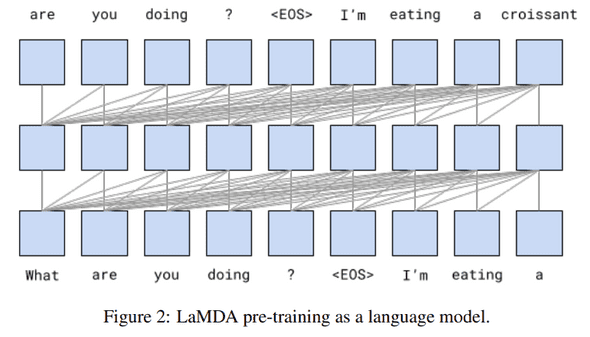 are you doing ? <EOS> I'm eating a croissant
What are you doing ? <EOS> I'm eating a
Figure 2: LaMDA pre-training as a language model.